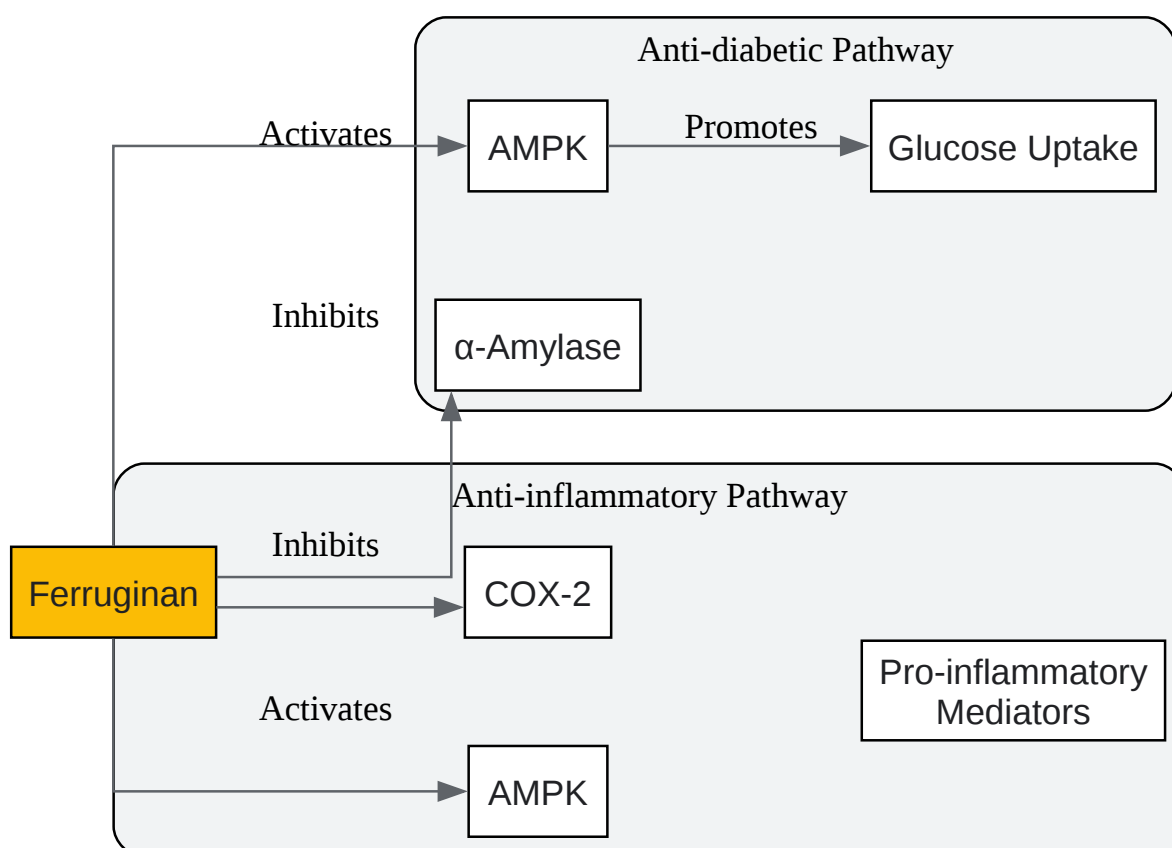 Anti-diabetic Pathway
Activates
AMPK
Promotes
Glucose Uptake
Inhibits
α-Amylase
Anti-inflammatory Pathway
Inhibits
Ferruginan
COX-2
Pro-inflammatory
Mediators
Activates
AMPK